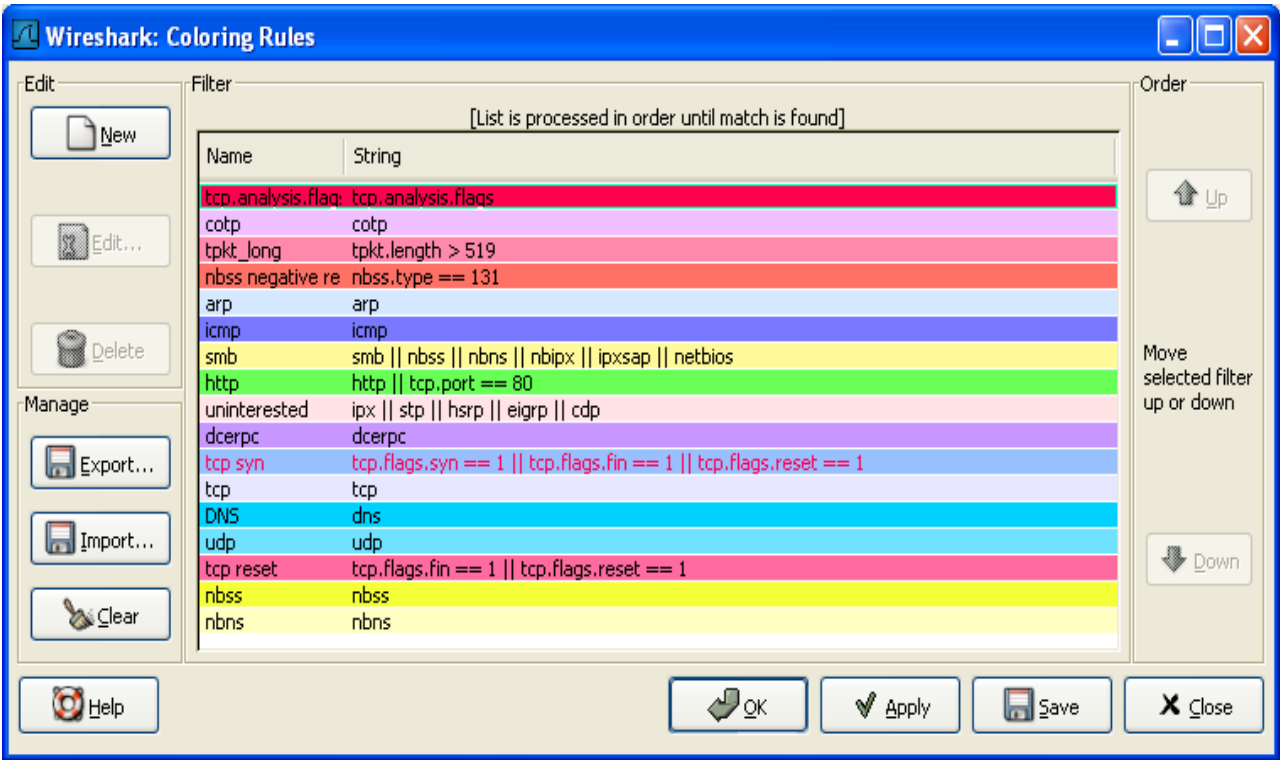 Wireshark: Coloring Rules
Edit
New
Edit...
Delete
Manage
Export...
Import...
Clear
Filter
[List is processed in order until match is found]
Name String
tcp.analysis.flag: tcp.analysis.flags
cotp cotp
tpkt_long tpkt.length > 519
nbss negative re nbss.type == 131
arp arp
icmp icmp
smb smb || nbss || nbns || nbipx || ipxsap || netbios
http http || tcp.port == 80
uninterested ipx || stp || hsrp || eigrp || cdp
dcerpc dcerpc
tcp syn tcp.flags.syn == 1 || tcp.flags.fin == 1 || tcp.flags.reset == 1
tcp tcp
DNS dns
udp udp
tcp reset tcp.flags.fin == 1 || tcp.flags.reset == 1
nbss nbss
nbns nbns
Order
Up
Move
selected filter
up or down
Down
Help
OK
Apply
Save
Close